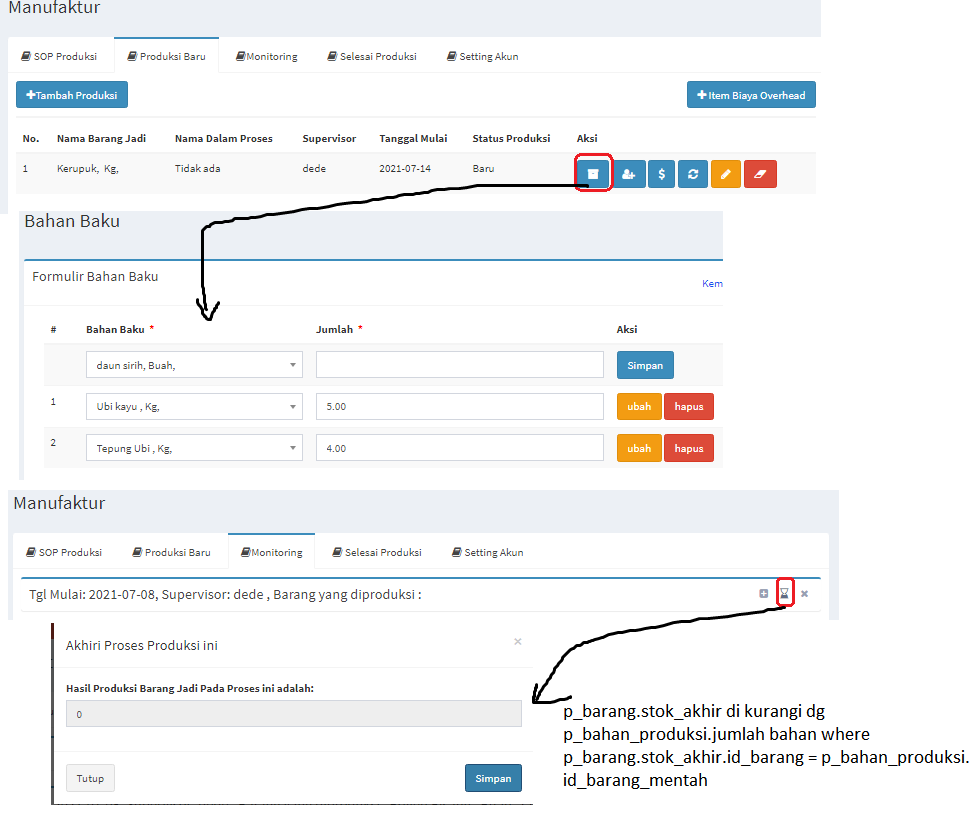 Manufaktur
SOP Produksi Produksi Baru Monitoring Selesai Produksi Setting Akun
+Tambah Produksi +Item Biaya Overhead
No. Nama Barang Jadi Nama Dalam Proses Supervisor Tanggal Mulai Status Produksi Aksi
1 Kerupuk, Kg, Tidak ada dede 2021-07-14 Baru $
Bahan Baku
Formulir Bahan Baku
Kem
# Bahan Baku * Jumlah * Aksi
daun sirih, Buah, Simpan
1 Ubi kayu , Kg, 5.00 ubah hapus
2 Tepung Ubi , Kg, 4.00 ubah hapus
Manufaktur
SOP Produksi Produksi Baru Monitoring Selesai Produksi Setting Akun
Tgl Mulai: 2021-07-08, Supervisor: dede , Barang yang diproduksi :
Akhiri Proses Produksi ini ×
Hasil Produksi Barang Jadi Pada Proses ini adalah:
0
Tutup Simpan
p_barang.stok_akhir di kurangi dg
p_bahan_produksi.jumlah bahan where
p_barang.stok_akhir.id_barang = p_bahan_produksi.
id_barang_mentah